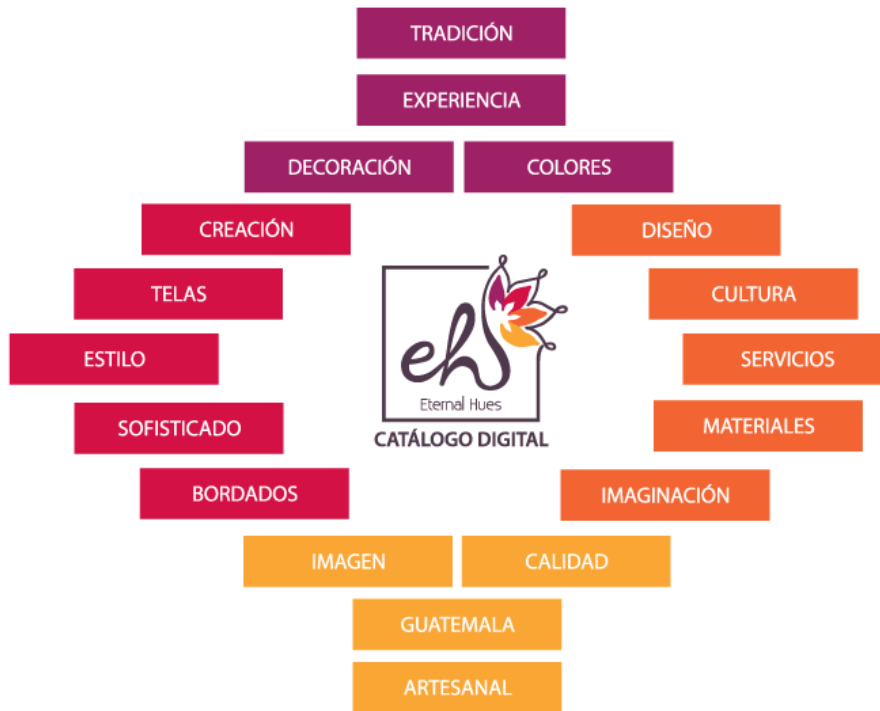 TRADICIÓN
EXPERIENCIA
DECORACIÓN COLORES
CREACIÓN DISEÑO
TELAS CULTURA
ESTILO SERVICIOS
eh
Eternal Hues
SOFISTICADO MATERIALES
CATÁLOGO DIGITAL
BORDADOS IMAGINACIÓN
IMAGEN CALIDAD
GUATEMALA
ARTESANAL